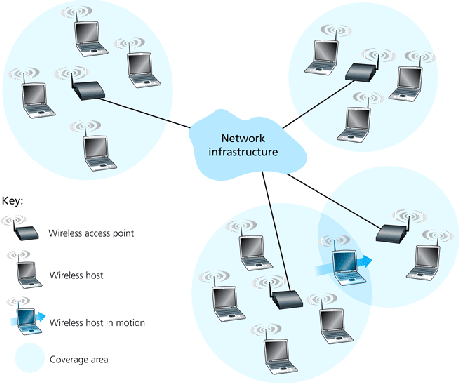 Network
infrastructure
Key:
Wireless access point
Wireless host
Wireless host in motion
Coverage area